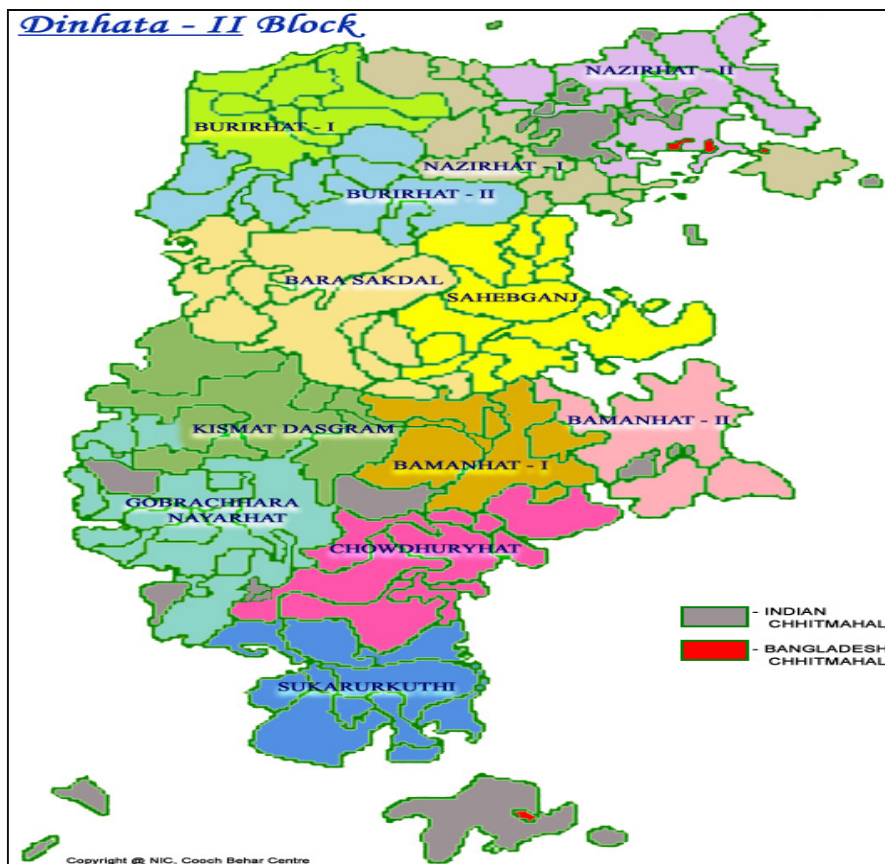 Dinhata - II Block
NAZIRHAT - II
BURIRHAT - I
NAZIRHAT - I
BURIRHAT - II
BARA SAKDAL
SAHEBGANJ
BAMANHAT - II
KISMAT DASGRAM
BAMANHAT - I
GOBRACHHARA
NAYARHAT
CHOWDHURYHAT
- INDIAN
CHHITMAHAL
- BANGLADESH
CHHITMAHAL
SUKARURKUTHI
Copyright @ NIC, Cooch Behar Centre